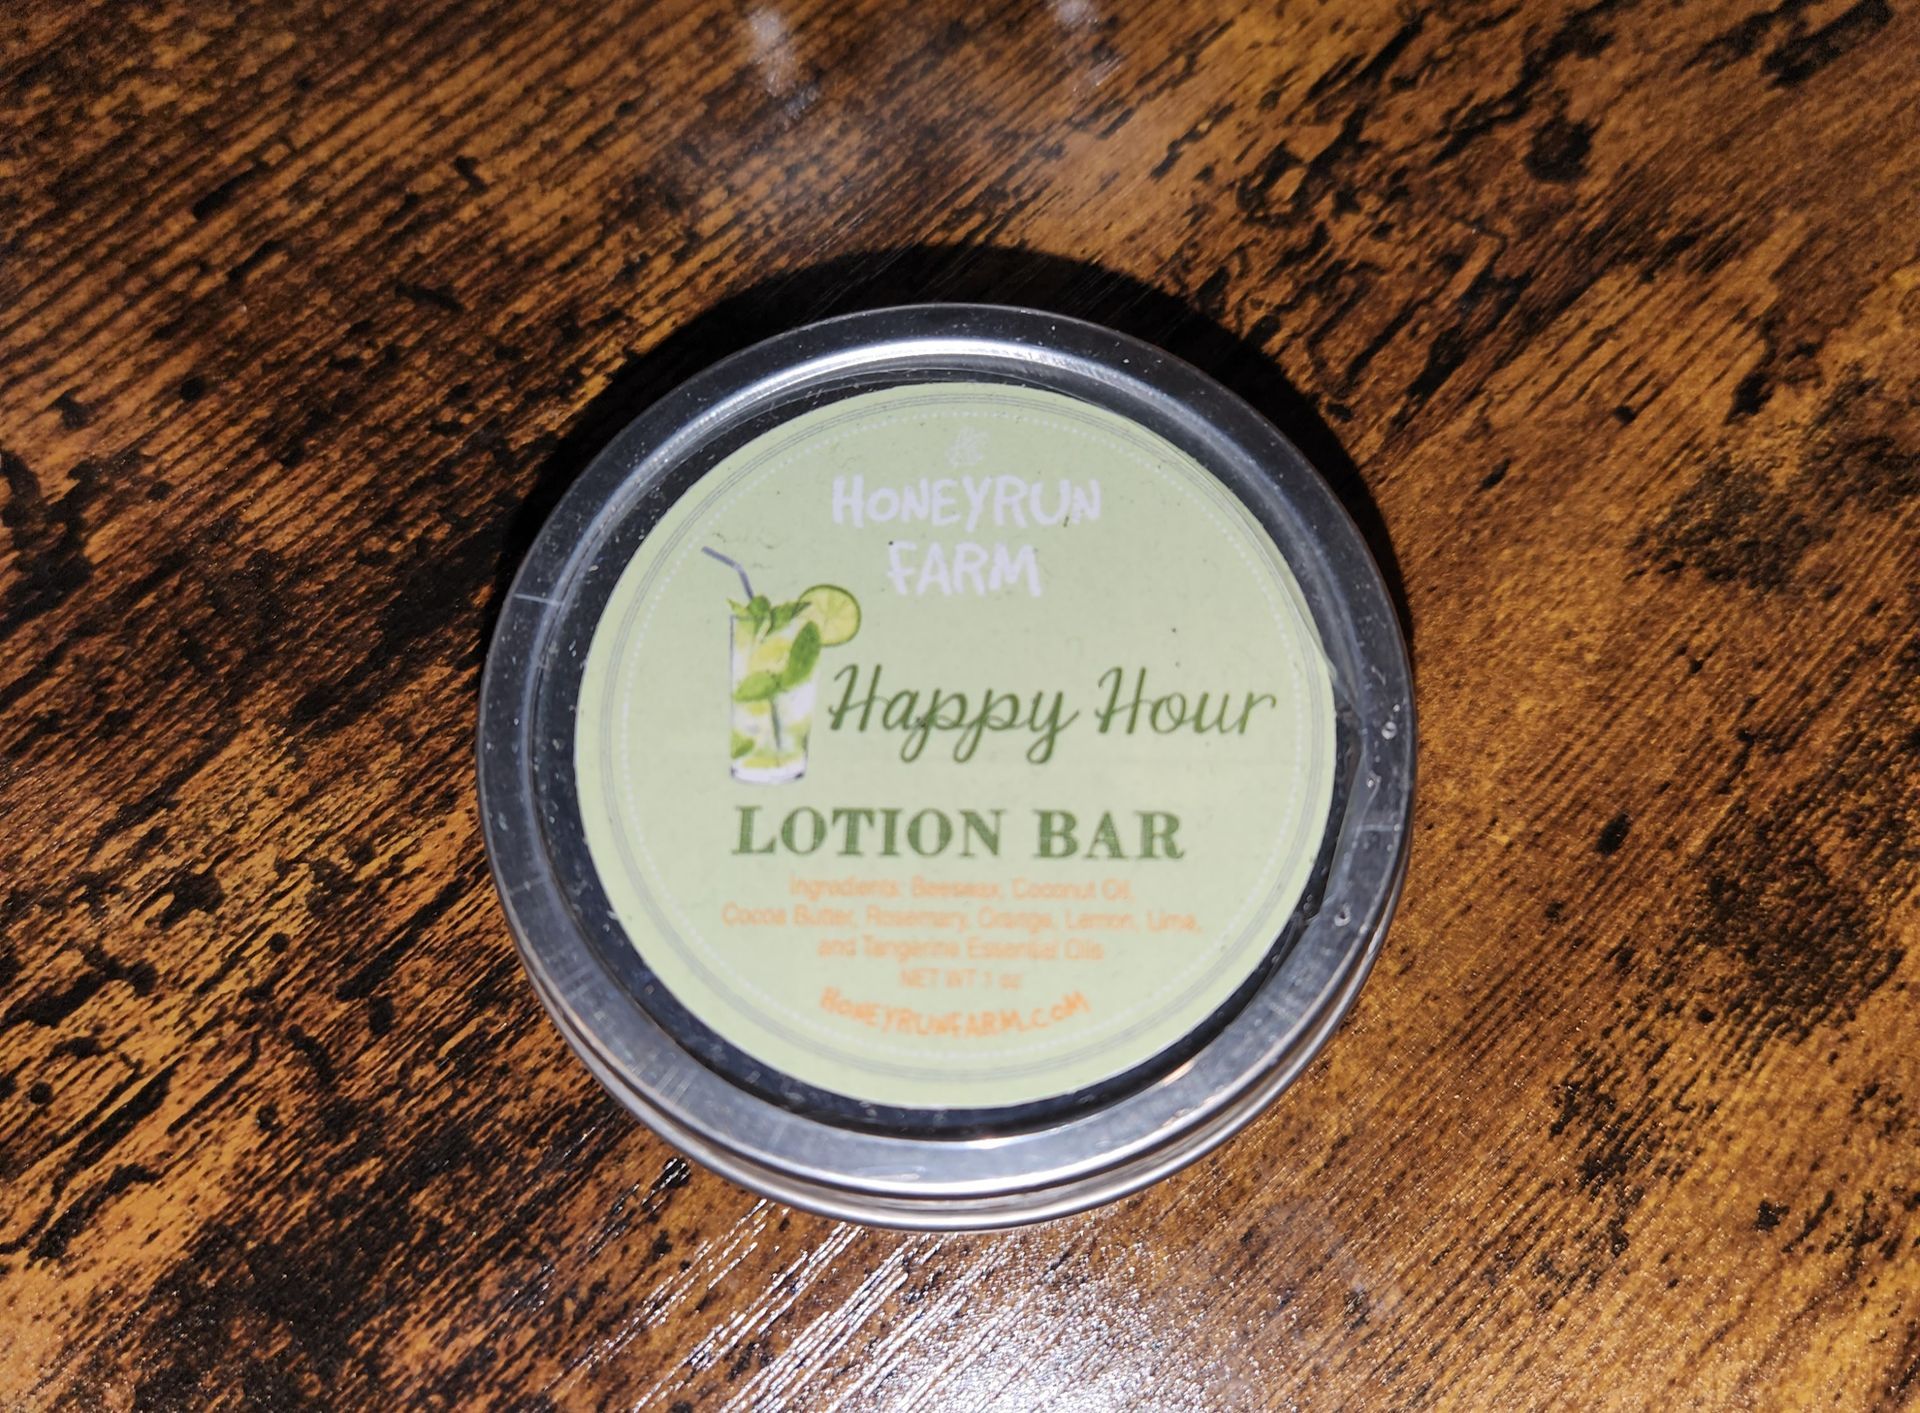 HONEYRUN
FARM
Happy Hour
LOTION BAR
Ingredients: Beeswax, Coconut Oil,
Cocoa Butter, Rosemary, Orange, Lemon, Lime,
and Tangerine Essential Oils
NET WT 1 oz
HONEYRUNFARM.COM